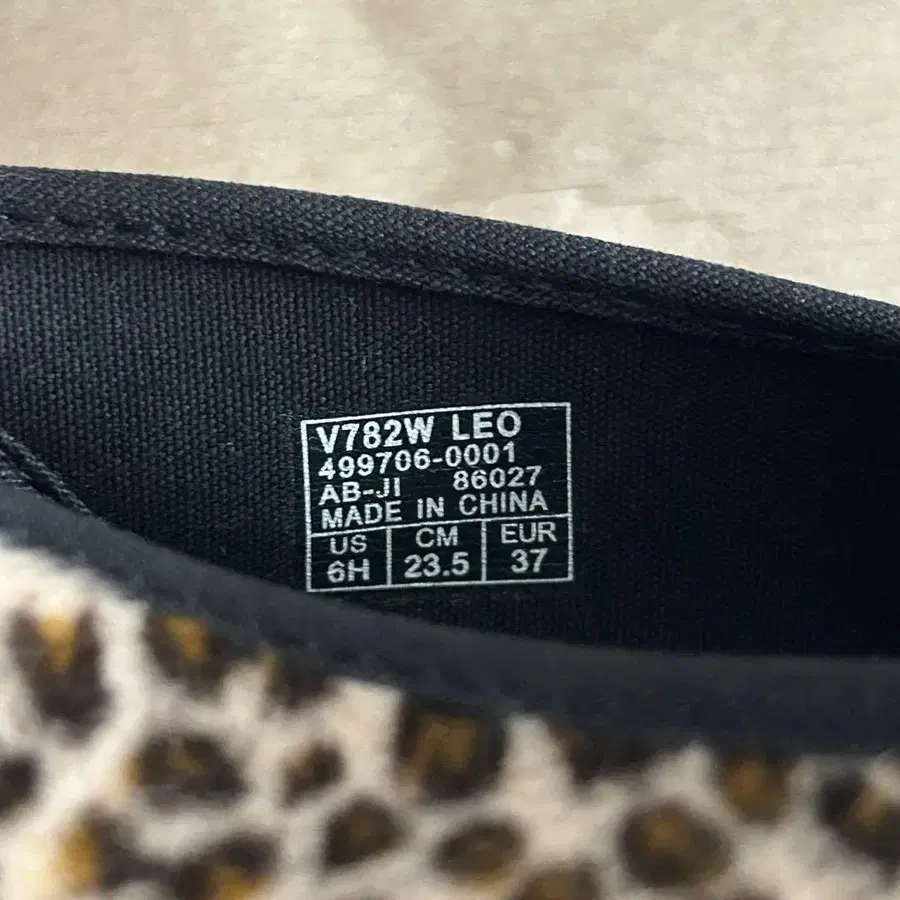 V782W LEO
499706-0001
AB-JI 86027
MADE IN CHINA
US CM EUR
6H 23.5 37